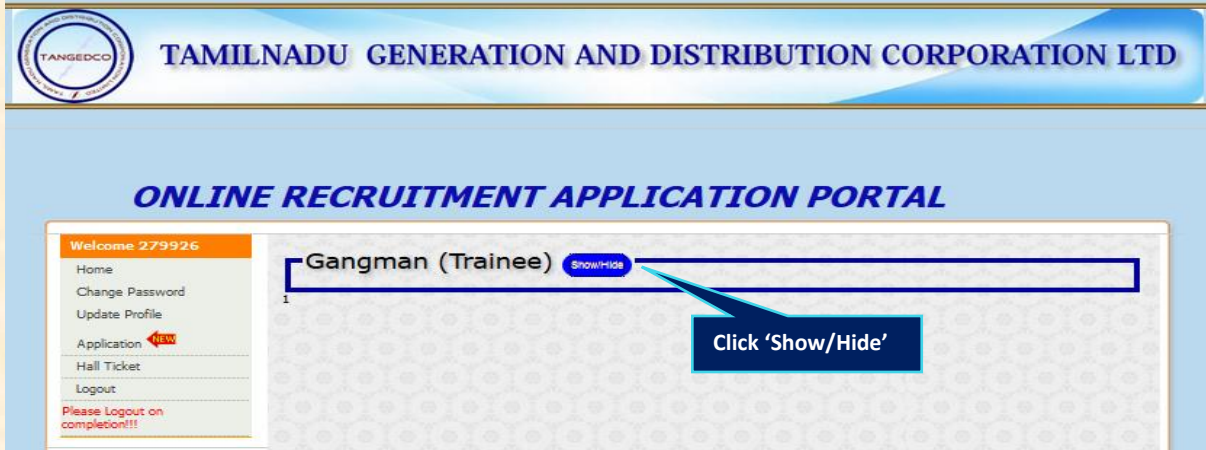 TANGEDCO
TAMILNADU GENERATION AND DISTRIBUTION CORPORATION LTD
ONLINE RECRUITMENT APPLICATION PORTAL
Welcome 279926
Home
Change Password
Update Profile
Application NEW
Hall Ticket
Logout
Please Logout on
completion!!!
Gangman (Trainee) Show/Hide
1
Click ‘Show/Hide’